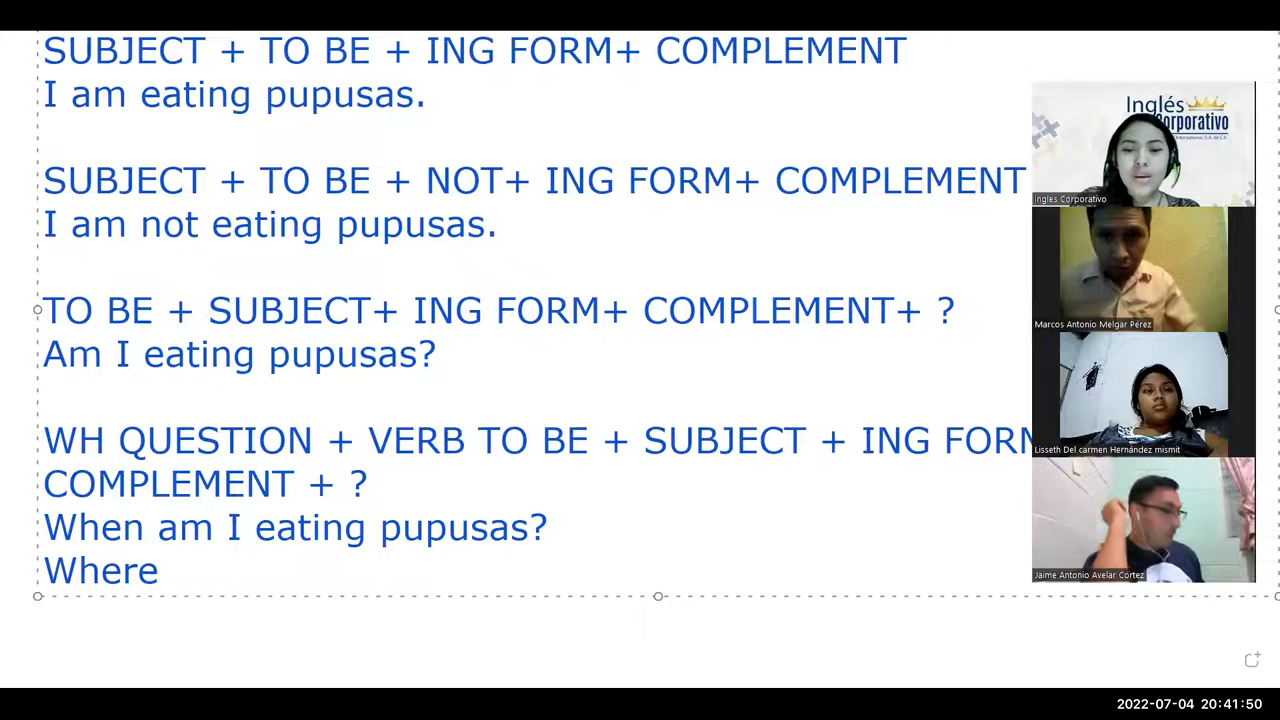 SUBJECT + TO BE + ING FORM+ COMPLEMENT
I am eating pupusas.
SUBJECT + TO BE + NOT+ ING FORM+ COMPLEMENT
I am not eating pupusas.
TO BE + SUBJECT+ ING FORM+ COMPLEMENT+ ?
Am I eating pupusas?
WH QUESTION + VERB TO BE + SUBJECT + ING FORM
COMPLEMENT + ?
When am I eating pupusas?
Where
Inglés
Corporativo
International, S.A. de C.V.
Ingles Corporativo
Marcos Antonio Melgar Pérez
Lisseth Del carmen Hernández mismit
Jaime Antonio Avelar Cortez
2022-07-04 20:41:50